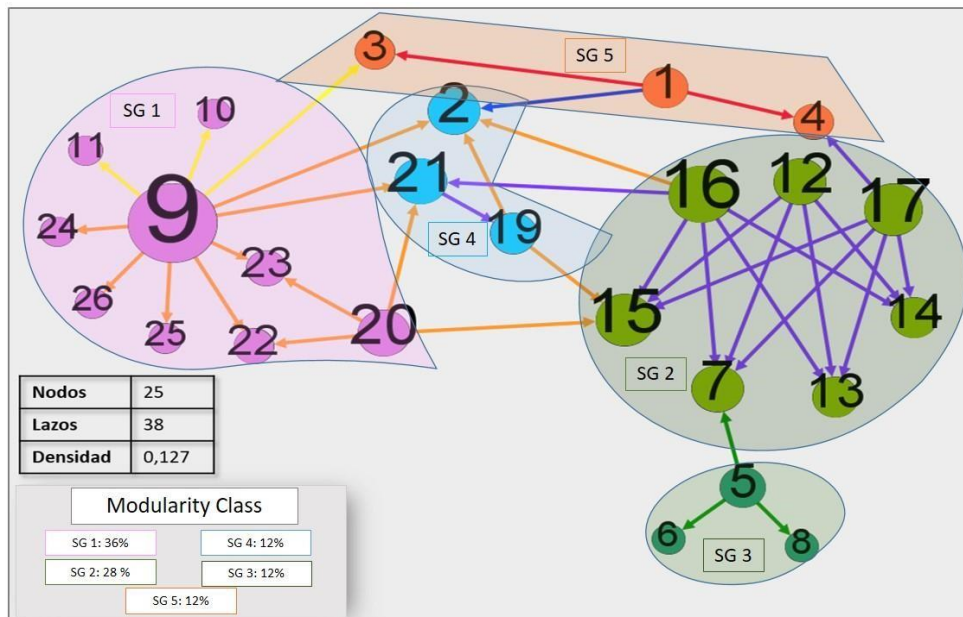 3
SG 5
1
SG 1
10
2
4
11
21
16
12
17
9
24
SG 4
19
23
26
15
14
25
22
20
SG 2
7
13
Nodos 25
Lazos 38
Densidad 0,127
5
6
8
SG 3
Modularity Class
SG 1: 36% SG 4: 12%
SG 2: 28 % SG 3: 12%
SG 5: 12%